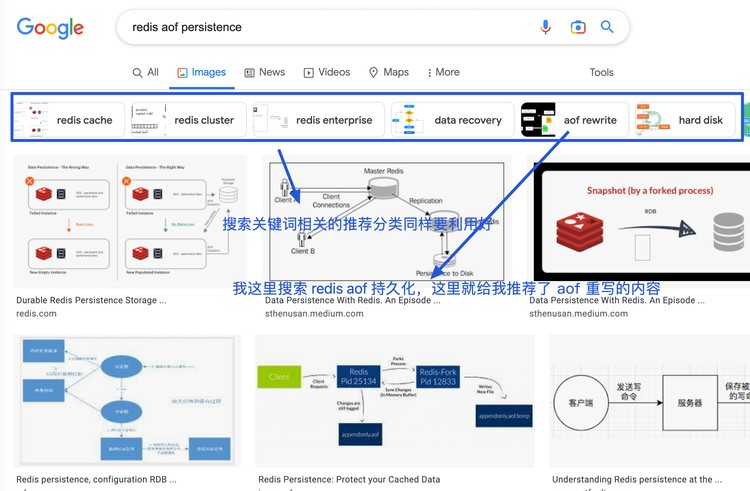 Google
redis aof persistence
All
Images
News
Videos
Maps
More
Tools
redis cache
redis cluster
redis enterprise
data recovery
aof rewrite
hard disk
Data Persistence - The Wrong Way
Data Persistence - The Right Way
Failed Instance
Failed Instance
Data Loss
No Data Loss
New Empty Instance
New Populated Instance
Master Redis
Client
Client
Connections
Replication
Client B
Persistence to Disk
Snapshot (by a forked process)
RDB
搜索关键词相关的推荐分类同样要利用好
我这里搜索 redis aof 持久化，这里就给我推荐了 aof 重写的内容
Durable Redis Persistence Storage ...
redis.com
Data Persistence With Redis. An Episode ...
sthenusan.medium.com
Data Persistence With Redis. An Episode ...
sthenusan.medium.com
Client
Client
Requests
Redis
Pid 25134
Forks
Process
Redis-Fork
Pid 12833
Sync Changes
(In Memory Buffer)
Changes are
still logged
Writes
New File
appendonly.aof
appendonly.aof temp
客户端
发送写
命令
服务器
保存被
的写命
Redis persistence, configuration RDB ...
Redis Persistence: Protect your Cached Data
Understanding Redis persistence at the ...